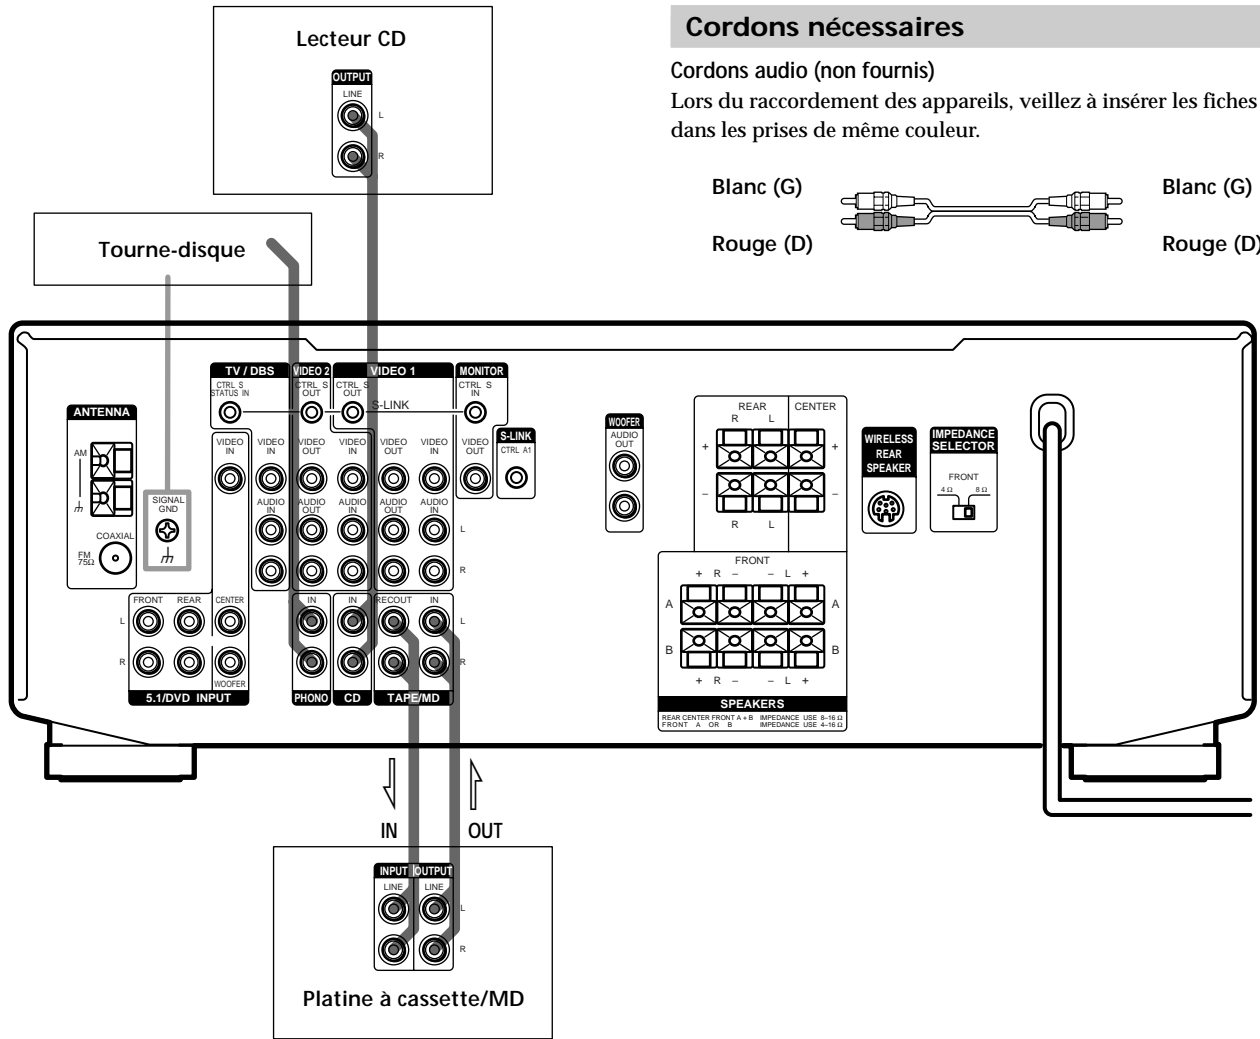 Lecteur CD
OUTPUT
LINE
L
R
Cordons nécessaires
Cordons audio (non fournis)
Lors du raccordement des appareils, veillez à insérer les fiches
dans les prises de même couleur.
Blanc (G)
Blanc (G)
Rouge (D)
Rouge (D)
Tourne-disque
TV / DBS
VIDEO 2
VIDEO 1
MONITOR
CTRL S STATUS IN
CTRL S OUT
CTRL S OUT
CTRL S IN
S-LINK
ANTENNA
AM
COAXIAL
FM 75Ω
SIGNAL GND
VIDEO IN
VIDEO IN
VIDEO OUT
VIDEO IN
VIDEO OUT
VIDEO IN
VIDEO OUT
S-LINK
CTRL A1
AUDIO IN
AUDIO OUT
AUDIO IN
AUDIO OUT
AUDIO IN
L
R
FRONT
REAR
CENTER
IN
IN
RECOUT
IN
L
L
R
R
WOOFER
5.1/DVD INPUT
PHONO
CD
TAPE/MD
WOOFER
AUDIO OUT
REAR
R L
CENTER
+
+
–
–
R L
WIRELESS REAR SPEAKER
IMPEDANCE SELECTOR
FRONT
4 Ω
8 Ω
FRONT
+ R – – L +
A
A
B
B
+ R – – L +
SPEAKERS
REAR CENTER FRONT A + B IMPEDANCE USE 8–16 Ω
FRONT A OR B IMPEDANCE USE 4–16 Ω
IN
OUT
INPUT
OUTPUT
LINE
LINE
L
R
Platine à cassette/MD